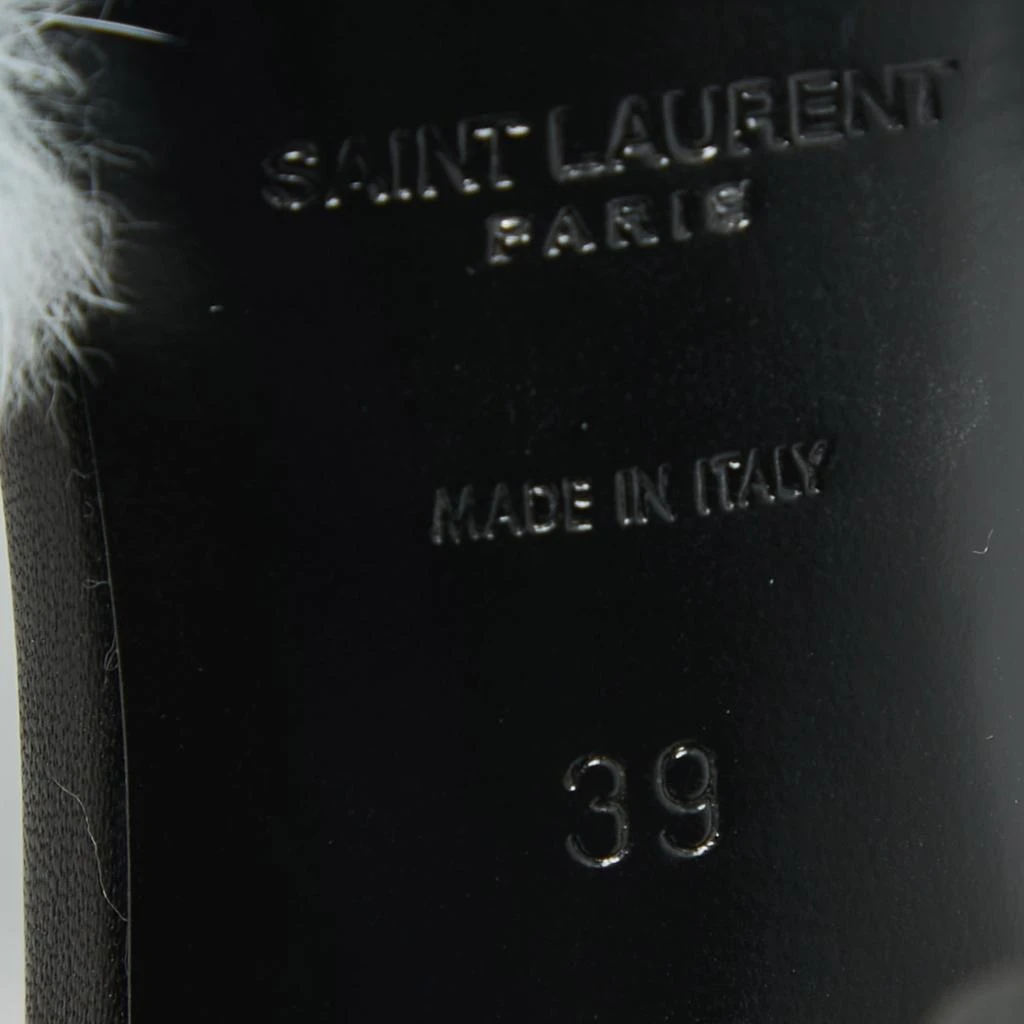 SAINT LAURENT
PARIS
MADE IN ITALY
39